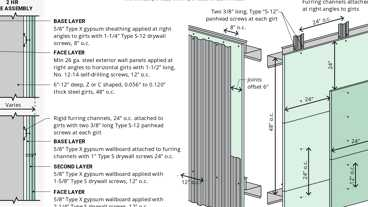 2 HR
E ASSEMBLY
Varies
BASE LAYER
5/8" Type X gypsum sheathing applied at right
angles to girts with 1-1/4" Type S-12 drywall
screws, 8" o.c.
FACE LAYER
Min 26 ga. steel exterior wall panels applied at
right angles to horizontal girts with 1-1/2" long,
No. 12-14 self-drilling screws, 12" o.c.
6"-12" deep, Z or C shaped, 0.056" to 0.120"
thick steel girts, 48" o.c.
Rigid furring channels, 24" o.c. attached to
girts with two 3/8" long Type S-12 panhead
screws at each girt
BASE LAYER
5/8" Type X gypsum wallboard attached to furring
channels with 1" Type S drywall screws 24" o.c.
SECOND LAYER
5/8" Type X gypsum wallboard applied with
1-5/8" Type S drywall screws, 12" o.c.
FACE LAYER
5/8" Type X gypsum wallboard applied with
Two 3/8" long, Type "S-12"
panhead screws at each girt
8" o.c.
Joints
offset 6"
12" o.c.
48" o.c.
Furring channels attached
at right angles to girts
24" o.c.
24"
24"
24"
24" o.c.
12" o.c.